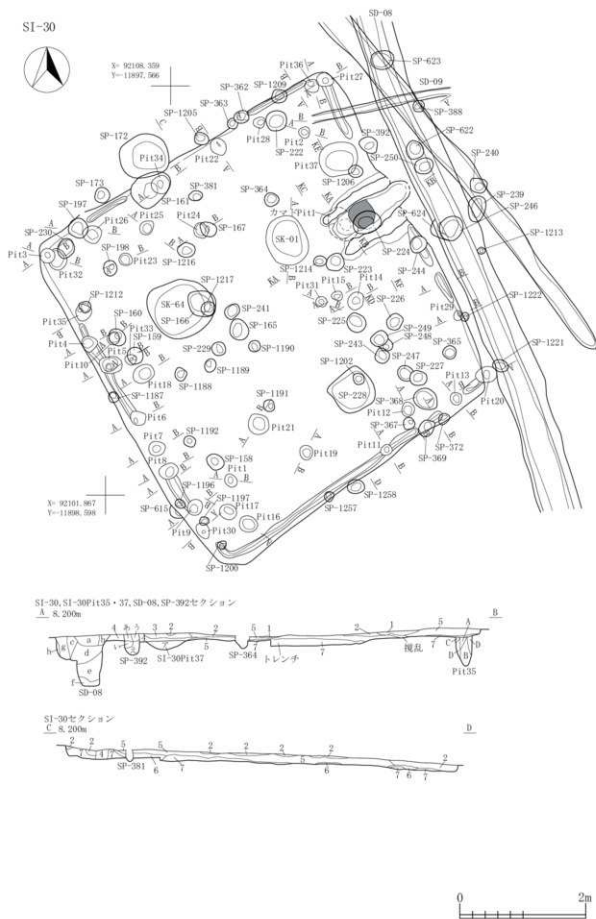 SI-30
X= 92108.359
Y=-11897.566
SD-08
SP-623
SD-09
SP-388
SP-622
SP-240
SP-239
SP-246
SP-1213
Pit36
Pit27
SP-1209
SP-362
SP-363
SP-1205
SP-172
Pit34
Pit28
SP-222
Pit2
Pit22
SP-161
SP-392
SP-250
Pit37
SP-1206
SP-381
SP-364
カマドPit1
SP-624
SP-173
SP-197
SP-230
Pit26
Pit25
Pit24
SP-167
SP-1216
SK-01
SP-224
SP-244
Pit3
Pit32
SP-198
Pit23
SP-1214
SP-223
Pit31
Pit15
Pit14
SP-1217
SK-64
SP-166
SP-241
SP-165
SP-225
SP-226
Pit29
SP-1222
SP-1212
Pit35
SP-160
Pit33
SP-159
Pit4
Pit5
Pit10
Pit18
SP-229
SP-1190
SP-1189
SP-1188
SP-249
SP-248
SP-243
SP-247
SP-227
SP-365
SP-1221
SP-1202
SP-228
SP-368
Pit12
Pit13
Pit20
SP-1187
Pit6
SP-1191
Pit21
SP-367
SP-372
SP-369
Pit11
Pit7
SP-1192
Pit8
SP-158
Pit1
Pit19
SP-1196
SP-1197
SP-615
Pit17
Pit16
Pit9
Pit30
SP-1258
SP-1257
SP-1200
X= 92101.867
Y=-11898.598
SI-30, SI-30Pit35・37, SD-08, SP-392セクション
A 8.200m B
SP-392
SD-08
SI-30Pit37
SP-364
トレンチ
撹乱
Pit35
SI-30セクション
C 8.200m D
SP-381
0 2m